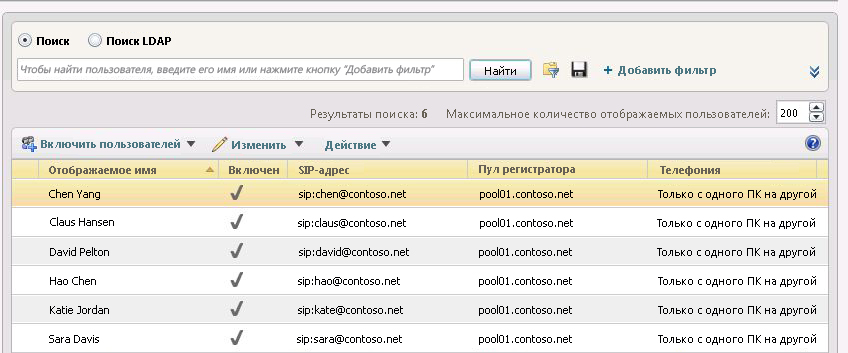 Поиск Поиск LDAP
Чтобы найти пользователя, введите его имя или нажмите кнопку "Добавить фильтр" Найти + Добавить фильтр
Результаты поиска: 6 Максимальное количество отображаемых пользователей: 200
Включить пользователей Изменить Действие ?
Отображаемое имя Включен SIP-адрес Пул регистратора Телефония
Chen Yang sip:chen@contoso.net pool01.contoso.net Только с одного ПК на другой
Claus Hansen sip:claus@contoso.net pool01.contoso.net Только с одного ПК на другой
David Pelton sip:david@contoso.net pool01.contoso.net Только с одного ПК на другой
Hao Chen sip:hao@contoso.net pool01.contoso.net Только с одного ПК на другой
Katie Jordan sip:kate@contoso.net pool01.contoso.net Только с одного ПК на другой
Sara Davis sip:sara@contoso.net pool01.contoso.net Только с одного ПК на другой